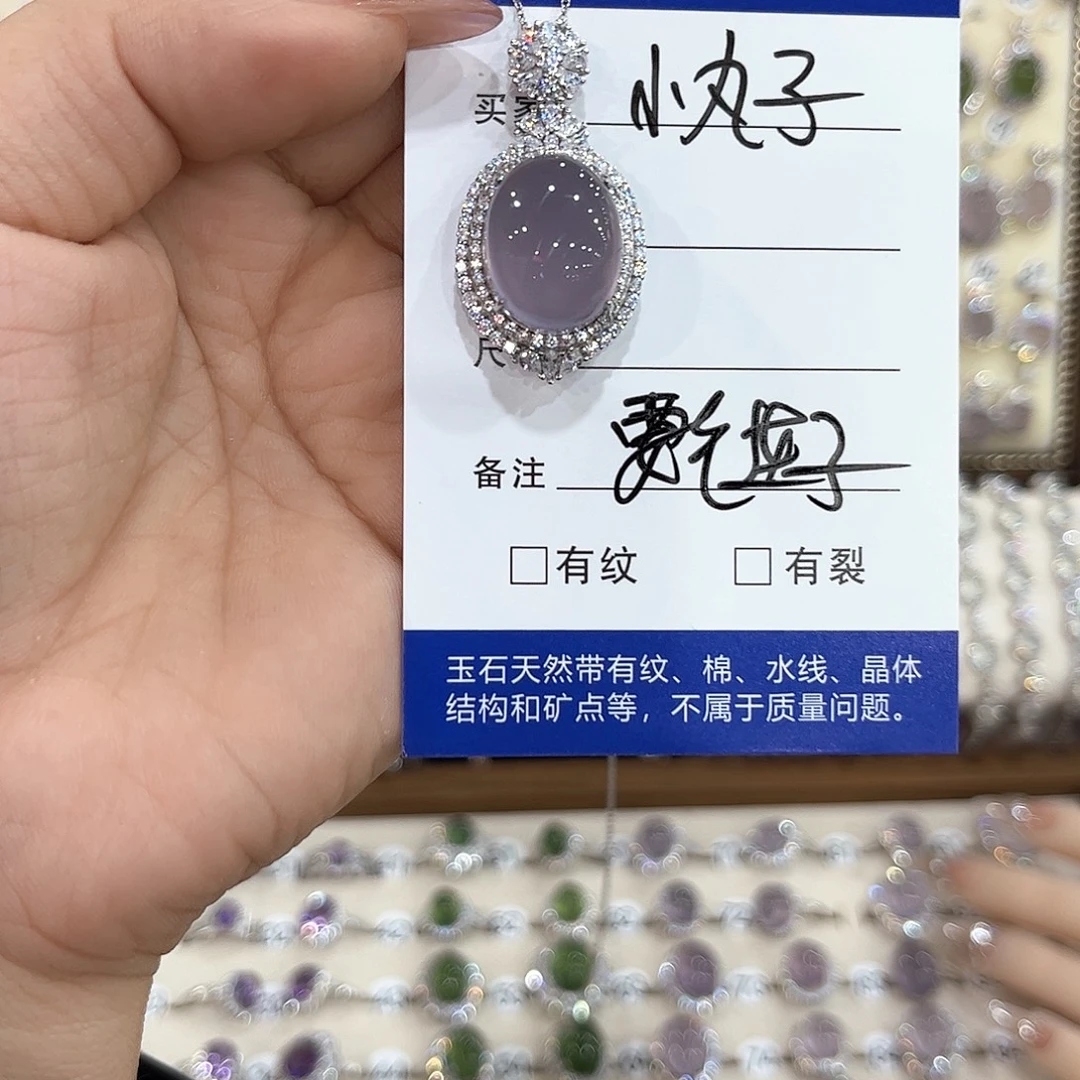 买家 小丸子
尺
备注
□有纹 □有裂
玉石天然带有纹、棉、水线、晶体
结构和矿点等，不属于质量问题。